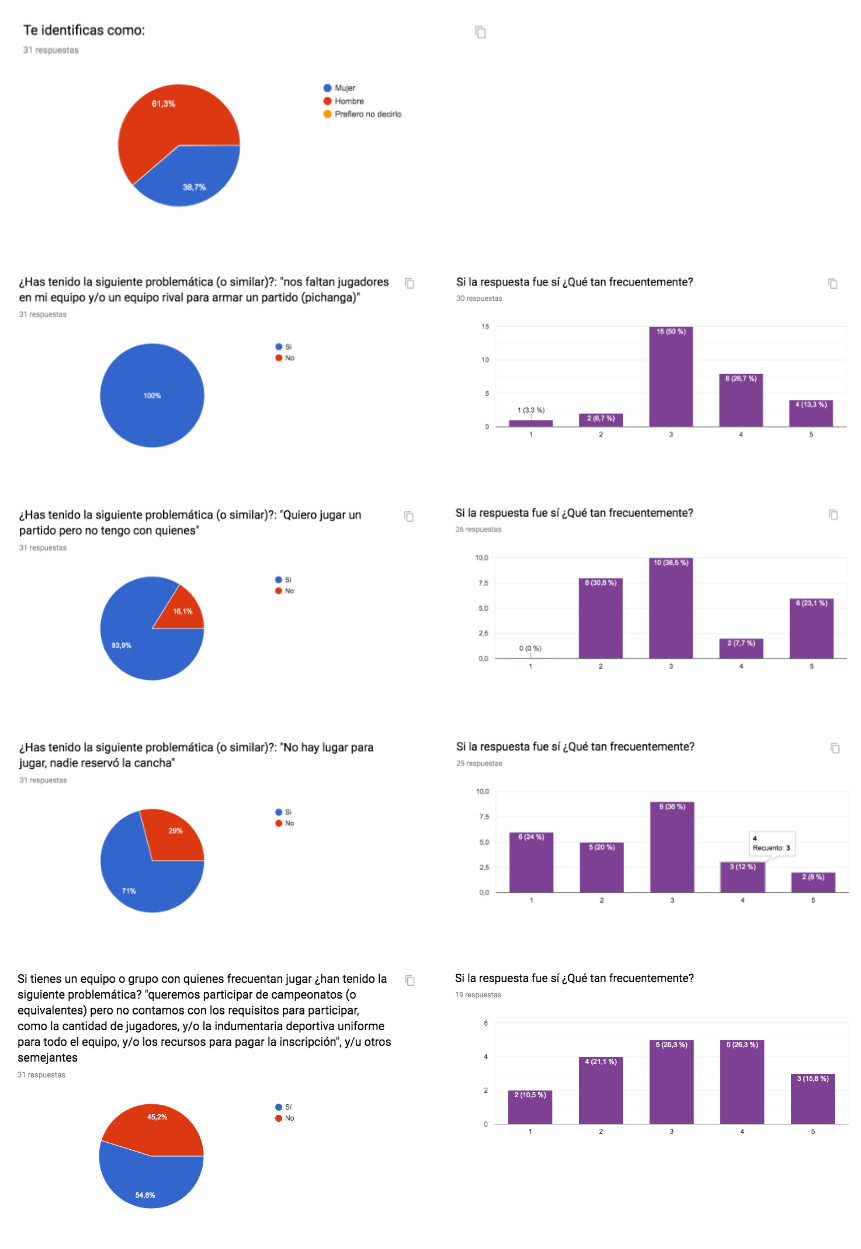 Te identificas como:
31 respuestas
Mujer
Hombre
Prefiero no decirlo
61,3%
38,7%
¿Has tenido la siguiente problemática (o similar)?: "nos faltan jugadores
en mi equipo y/o un equipo rival para armar un partido (pichanga)"
31 respuestas
Si
No
100%
Si la respuesta fue sí ¿Qué tan frecuentemente?
30 respuestas
15
10
5
0
1 (3,3 %)
2 (6,7 %)
15 (50 %)
8 (26,7 %)
4 (13,3 %)
1
2
3
4
5
¿Has tenido la siguiente problemática (o similar)?: "Quiero jugar un
partido pero no tengo con quienes"
31 respuestas
Si
No
16,1%
83,9%
Si la respuesta fue sí ¿Qué tan frecuentemente?
26 respuestas
10,0
7,5
5,0
2,5
0,0
0 (0 %)
8 (30,8 %)
10 (38,5 %)
2 (7,7 %)
6 (23,1 %)
1
2
3
4
5
¿Has tenido la siguiente problemática (o similar)?: "No hay lugar para
jugar, nadie reservó la cancha"
31 respuestas
Si
No
29%
71%
Si la respuesta fue sí ¿Qué tan frecuentemente?
25 respuestas
10,0
7,5
5,0
2,5
0,0
6 (24 %)
5 (20 %)
9 (36 %)
4
Recuento: 3
3 (12 %)
2 (8 %)
1
2
3
4
5
Si tienes un equipo o grupo con quienes frecuentan jugar ¿han tenido la
siguiente problemática? "queremos participar de campeonatos (o
equivalentes) pero no contamos con los requisitos para participar,
como la cantidad de jugadores, y/o la indumentaria deportiva uniforme
para todo el equipo, y/o los recursos para pagar la inscripción", y/u otros
semejantes
31 respuestas
Sí
No
45,2%
54,8%
Si la respuesta fue sí ¿Qué tan frecuentemente?
19 respuestas
6
4
2
0
2 (10,5 %)
4 (21,1 %)
5 (26,3 %)
5 (26,3 %)
3 (15,8 %)
1
2
3
4
5